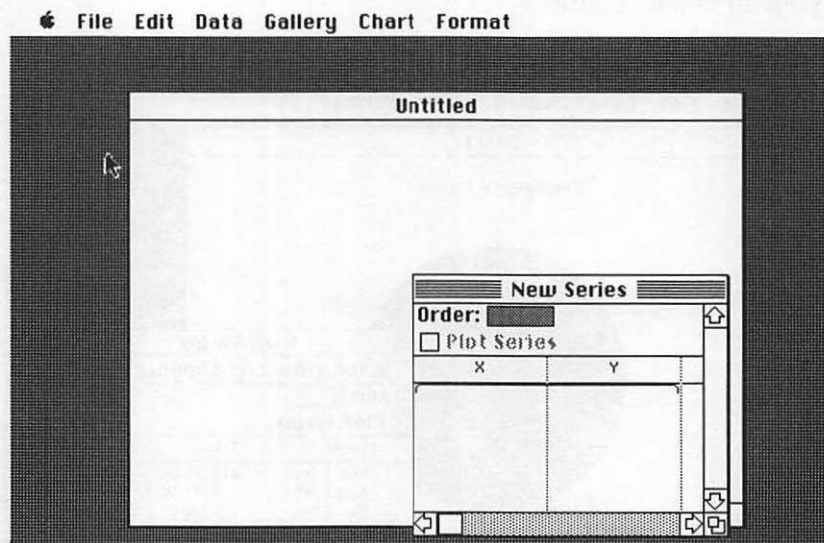 File Edit Data Gallery Chart Format
Untitled
New Series
Order:
Plot Series
X Y